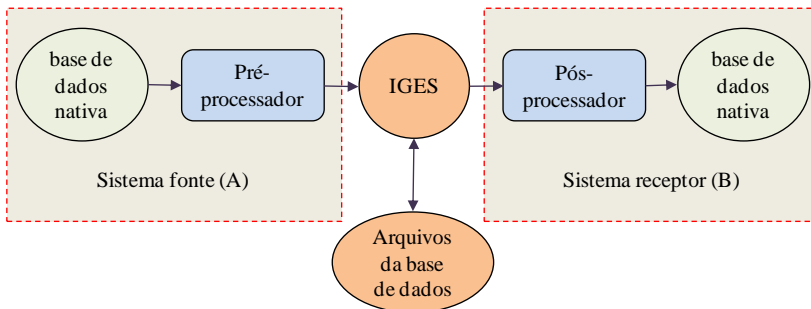 base de
dados
nativa
Pré-
processador
IGES
Pós-
processador
base de
dados
nativa
Sistema fonte (A)
Sistema receptor (B)
Arquivos
da base
de dados